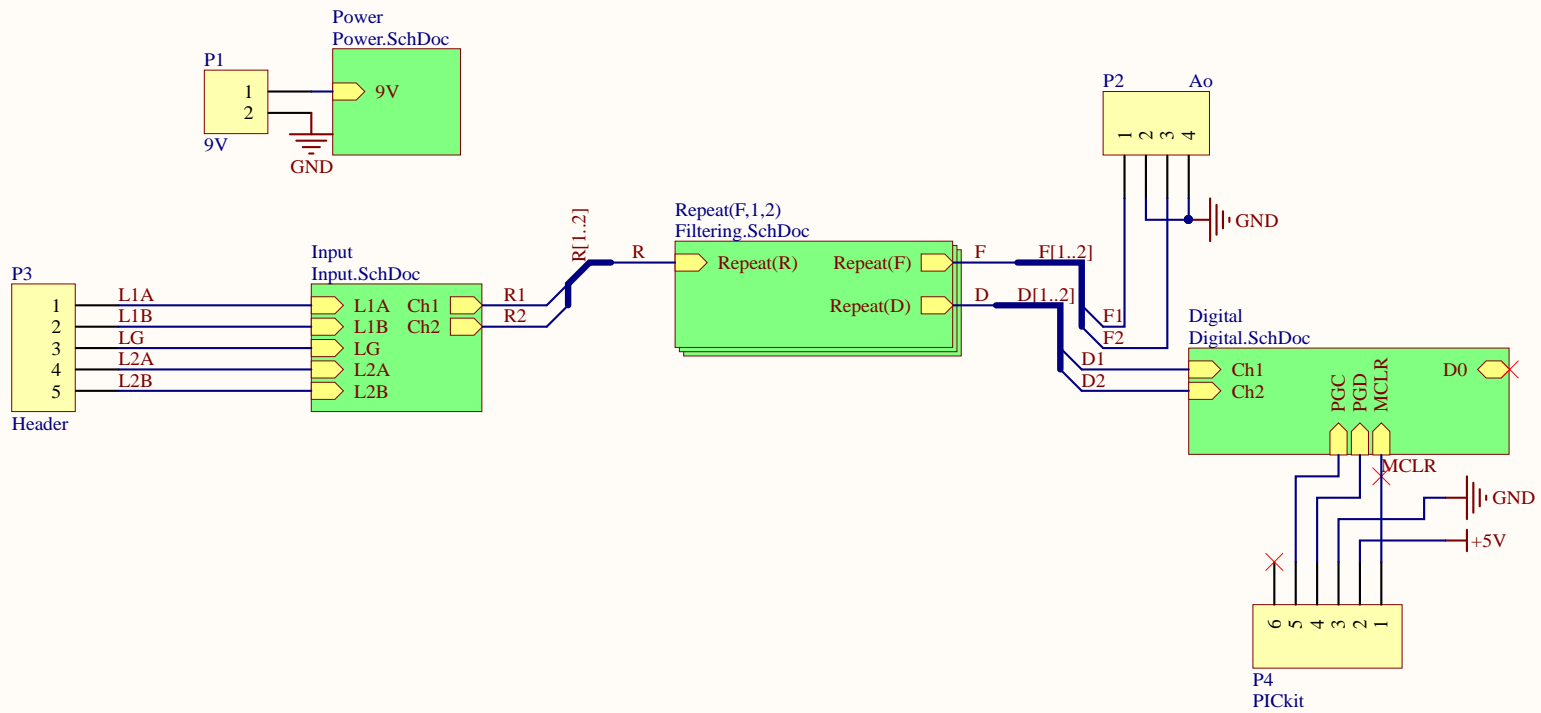 Power
Power.SchDoc
P1
1
2
9V
9V
GND
P2
Ao
1
2
3
4
GND
P3
1
2
3
4
5
Header
L1A
L1B
LG
L2A
L2B
Input
Input.SchDoc
L1A
L1B
LG
L2A
L2B
Ch1
Ch2
R1
R2
R[1..2]
R
Repeat(F,1,2)
Filtering.SchDoc
Repeat(R)
Repeat(F)
Repeat(D)
F
F[1..2]
D
D[1..2]
F1
F2
D1
D2
Digital
Digital.SchDoc
Ch1
Ch2
PGC
PGD
MCLR
D0
MCLR
GND
+5V
6
5
4
3
2
1
P4
PICkit